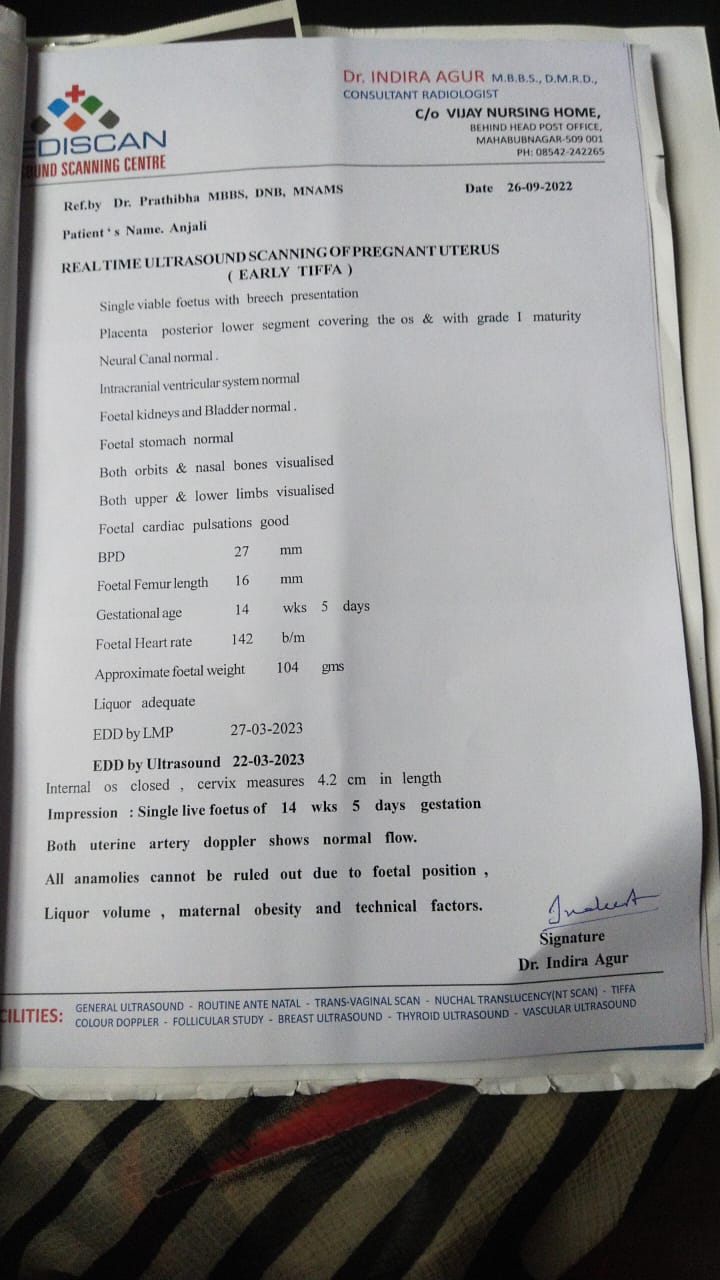 Dr. INDIRA AGUR M.B.B.S., D.M.R.D.,
CONSULTANT RADIOLOGIST
C/o VIJAY NURSING HOME,
BEHIND HEAD POST OFFICE,
MAHABUBNAGAR-509 001
PH: 08542-242265
EDISCAN
OUND SCANNING CENTRE
Ref.by Dr. Prathibha MBBS, DNB, MNAMS Date 26-09-2022
Patient's Name. Anjali
REAL TIME ULTRASOUND SCANNING OF PREGNANT UTERUS
( EARLY TIFFA )
Single viable foetus with breech presentation
Placenta posterior lower segment covering the os & with grade I maturity
Neural Canal normal .
Intracranial ventricular system normal
Foetal kidneys and Bladder normal .
Foetal stomach normal
Both orbits & nasal bones visualised
Both upper & lower limbs visualised
Foetal cardiac pulsations good
BPD 27 mm
Foetal Femur length 16 mm
Gestational age 14 wks 5 days
Foetal Heart rate 142 b/m
Approximate foetal weight 104 gms
Liquor adequate
EDD by LMP 27-03-2023
EDD by Ultrasound 22-03-2023
Internal os closed , cervix measures 4.2 cm in length
Impression : Single live foetus of 14 wks 5 days gestation
Both uterine artery doppler shows normal flow.
All anamolies cannot be ruled out due to foetal position ,
Liquor volume , maternal obesity and technical factors.
Signature
Dr. Indira Agur
CILITIES: GENERAL ULTRASOUND - ROUTINE ANTE NATAL - TRANS-VAGINAL SCAN - NUCHAL TRANSLUCENCY(NT SCAN) - TIFFA
COLOUR DOPPLER - FOLLICULAR STUDY - BREAST ULTRASOUND - THYROID ULTRASOUND - VASCULAR ULTRASOUND